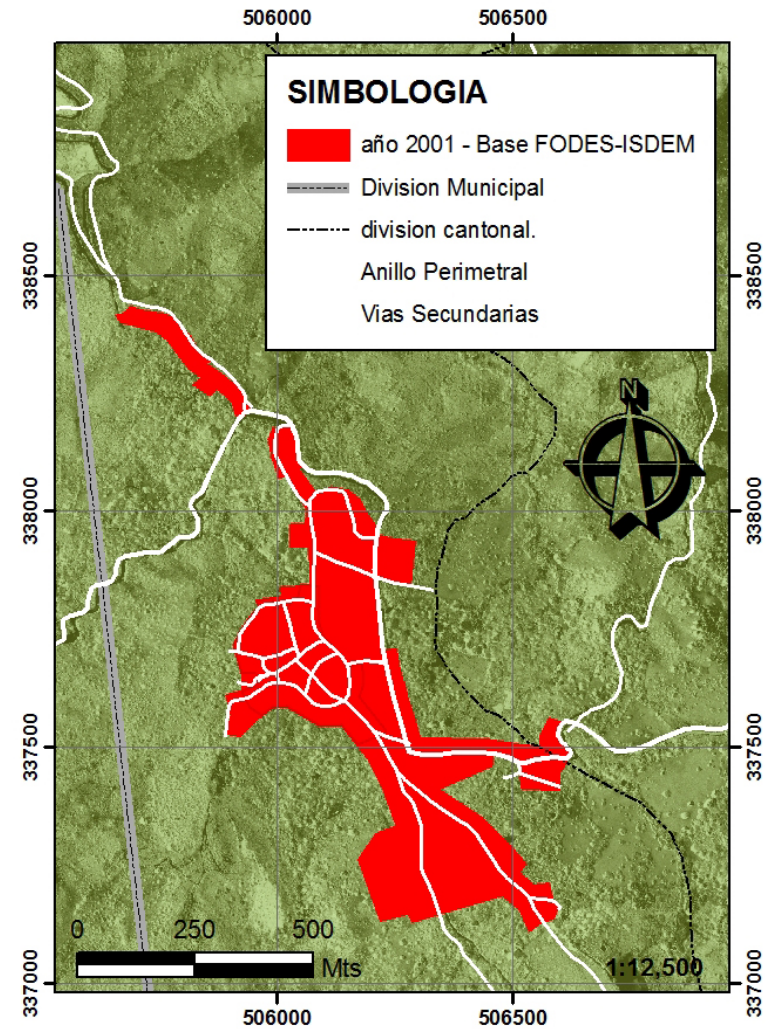 506000 506500
SIMBOLOGIA
año 2001 - Base FODES-ISDEM
Division Municipal
division cantonal.
Anillo Perimetral
Vias Secundarias
338500 338500
N
338000 338000
337500 337500
0 250 500
Mts
1:12,500
337000 337000
506000 506500